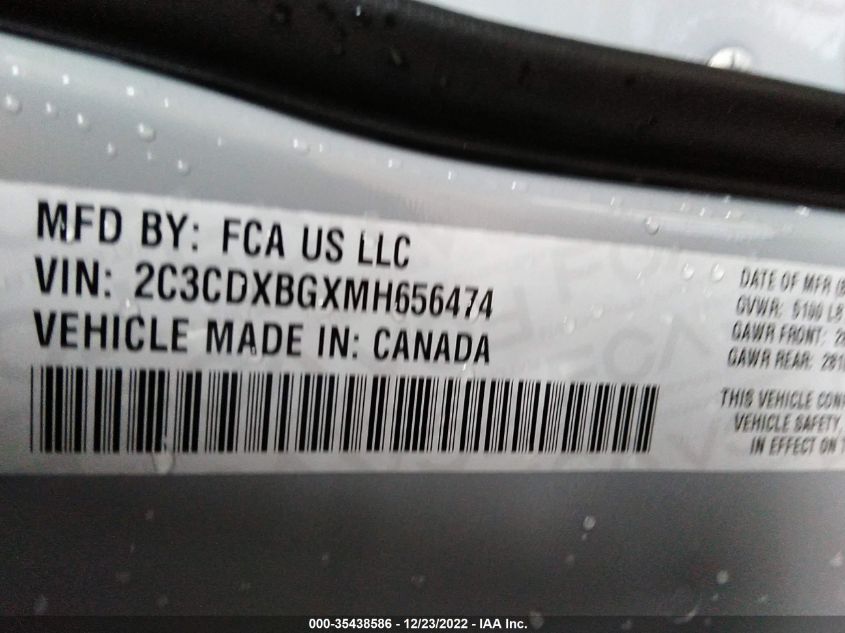 MFD BY: FCA US LLC
VIN: 2C3CDXBGXMH656474
VEHICLE MADE IN: CANADA
DATE OF MFR
GVWR: 5100
GAWR FRONT:
GAWR REAR:
THIS VEHICLE
VEHICLE SAFETY,
IN EFFECT ON
000-35438586 - 12/23/2022 - IAA Inc.